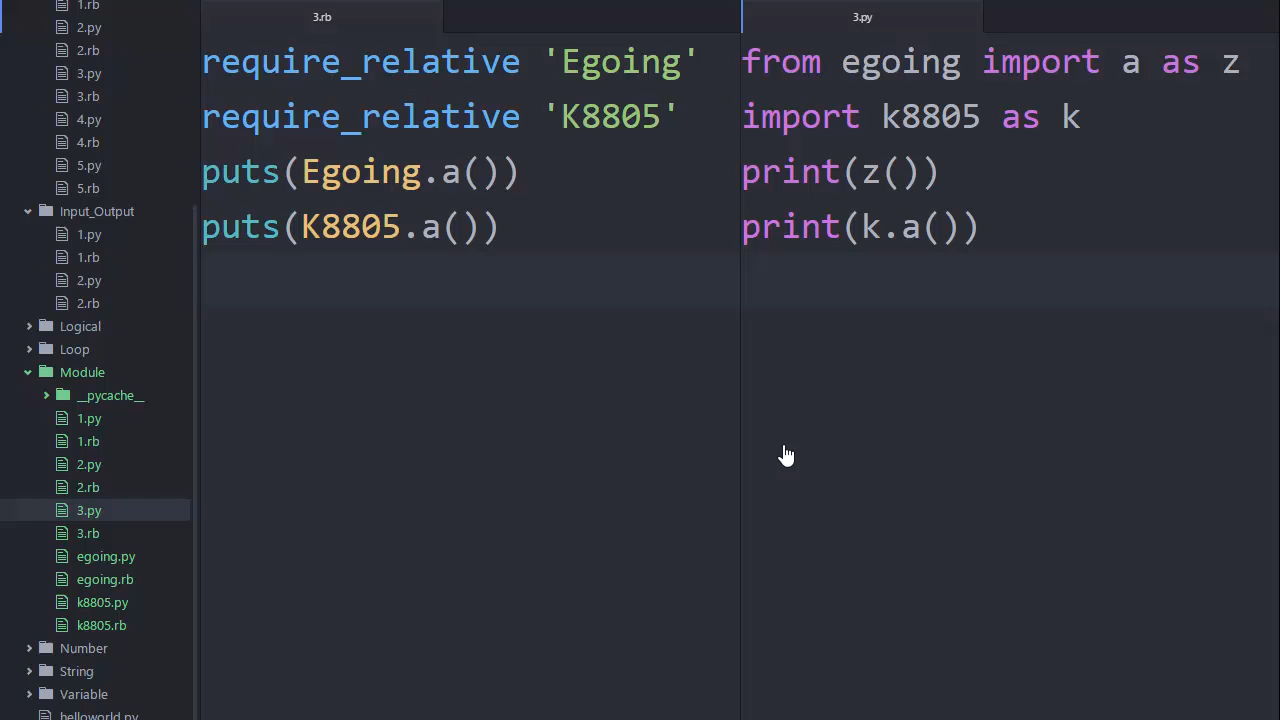 1.rb
2.py
2.rb
3.py
3.rb
4.py
4.rb
5.py
5.rb
Input_Output
1.py
1.rb
2.py
2.rb
Logical
Loop
Module
__pycache__
1.py
1.rb
2.py
2.rb
3.py
3.rb
egoing.py
egoing.rb
k8805.py
k8805.rb
Number
String
Variable
helloworld.py
3.rb
require_relative 'Egoing'
require_relative 'K8805'
puts(Egoing.a())
puts(K8805.a())
3.py
from egoing import a as z
import k8805 as k
print(z())
print(k.a())